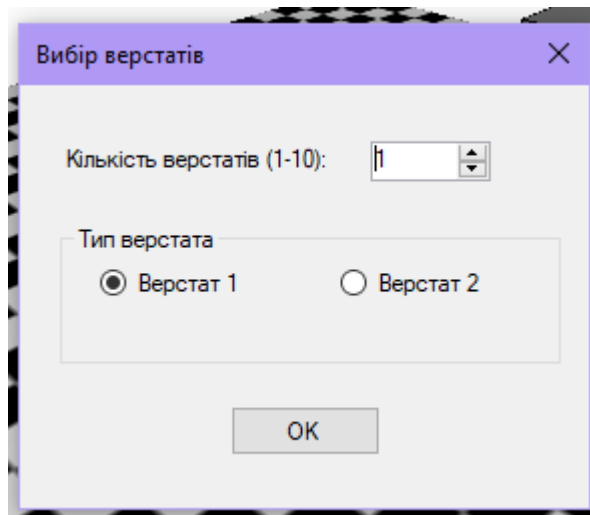 Вибір верстатів
Кількість верстатів (1-10): 1
Тип верстата
Верстат 1 Верстат 2
OK